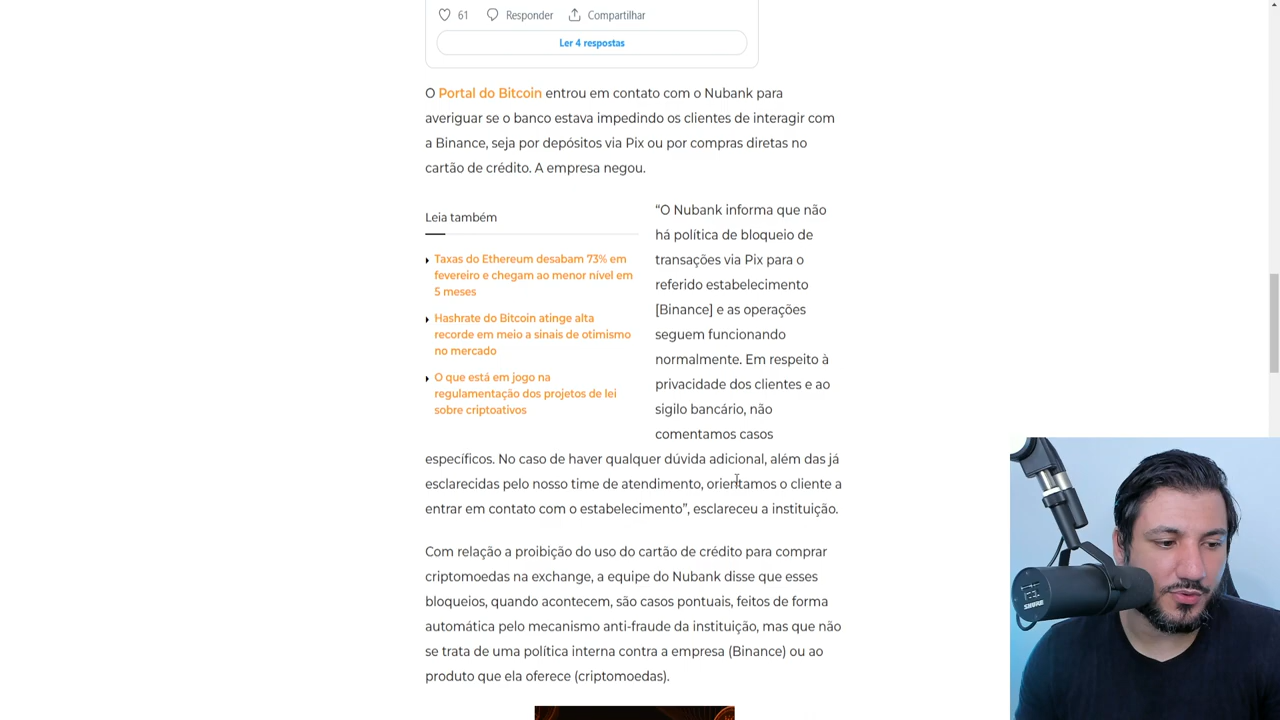 61 Responder Compartilhar
Ler 4 respostas
O Portal do Bitcoin entrou em contato com o Nubank para
averiguar se o banco estava impedindo os clientes de interagir com
a Binance, seja por depósitos via Pix ou por compras diretas no
cartão de crédito. A empresa negou.
Leia também
Taxas do Ethereum desabam 73% em
fevereiro e chegam ao menor nível em
5 meses
Hashrate do Bitcoin atinge alta
recorde em meio a sinais de otimismo
no mercado
O que está em jogo na
regulamentação dos projetos de lei
sobre criptoativos
“O Nubank informa que não
há política de bloqueio de
transações via Pix para o
referido estabelecimento
[Binance] e as operações
seguem funcionando
normalmente. Em respeito à
privacidade dos clientes e ao
sigilo bancário, não
comentamos casos
específicos. No caso de haver qualquer dúvida adicional, além das já
esclarecidas pelo nosso time de atendimento, orientamos o cliente a
entrar em contato com o estabelecimento”, esclareceu a instituição.
Com relação a proibição do uso do cartão de crédito para comprar
criptomoedas na exchange, a equipe do Nubank disse que esses
bloqueios, quando acontecem, são casos pontuais, feitos de forma
automática pelo mecanismo anti-fraude da instituição, mas que não
se trata de uma política interna contra a empresa (Binance) ou ao
produto que ela oferece (criptomoedas).
SHURE